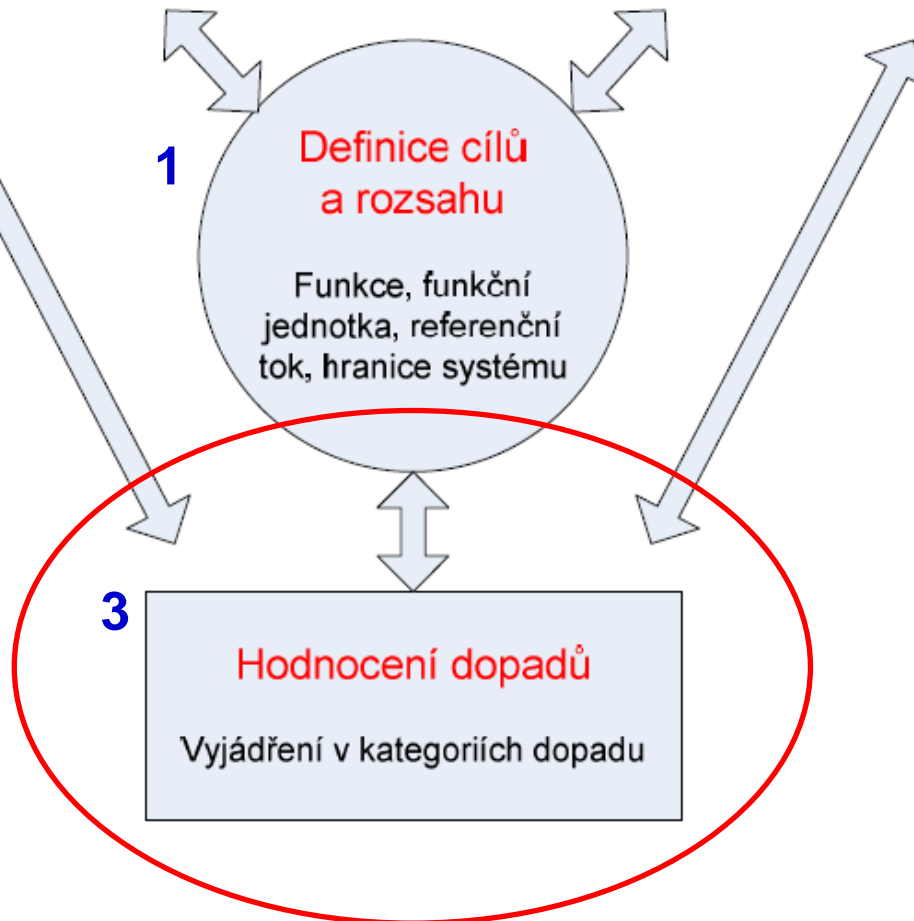 1
Definice cílů
a rozsahu
Funkce, funkční
jednotka, referenční
tok, hranice systému
3
Hodnocení dopadů
Vyjádření v kategoriích dopadu